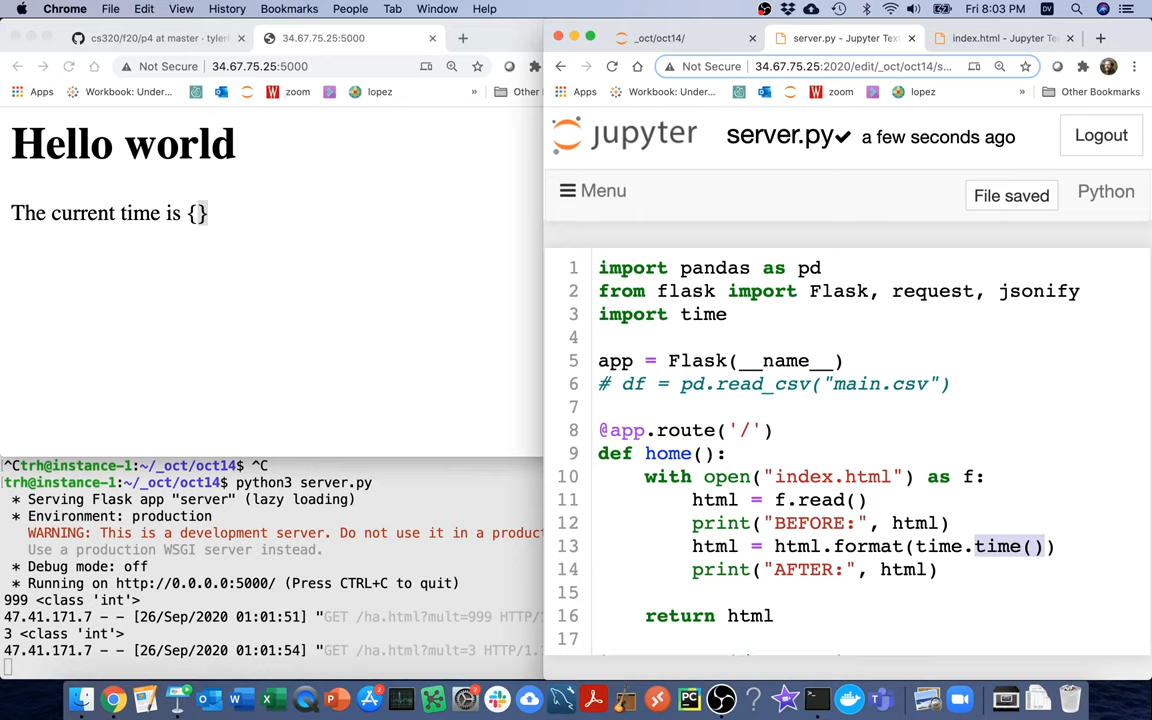 Chrome File Edit View History Bookmarks People Tab Window Help Fri 8:03 PM DV
cs320/f20/p4 at master · tyler
34.67.75.25:5000
Not Secure 34.67.75.25:5000
Apps Workbook: Under... zoom lopez » Other
Hello world
The current time is {}
^Ctrh@instance-1:~/_oct/oct14$ ^C
trh@instance-1:~/_oct/oct14$ python3 server.py
* Serving Flask app "server" (lazy loading)
* Environment: production
WARNING: This is a development server. Do not use it in a produc
Use a production WSGI server instead.
* Debug mode: off
* Running on http://0.0.0.0:5000/ (Press CTRL+C to quit)
999 <class 'int'>
47.41.171.7 - - [26/Sep/2020 01:01:51] "GET /ha.html?mult=999 HTTP/1
3 <class 'int'>
47.41.171.7 - - [26/Sep/2020 01:01:54] "GET /ha.html?mult=3 HTTP/1.
_oct/oct14/
server.py - Jupyter Text
index.html - Jupyter Te
Not Secure 34.67.75.25:2020/edit/_oct/oct14/s...
Apps Workbook: Under... zoom lopez » Other Bookmarks
jupyter server.py✔ a few seconds ago Logout
Menu File saved Python
1 import pandas as pd
2 from flask import Flask, request, jsonify
3 import time
4
5 app = Flask(__name__)
6 # df = pd.read_csv("main.csv")
7
8 @app.route('/')
9 def home():
10 with open("index.html") as f:
11 html = f.read()
12 print("BEFORE:", html)
13 html = html.format(time.time())
14 print("AFTER:", html)
15
16 return html
17